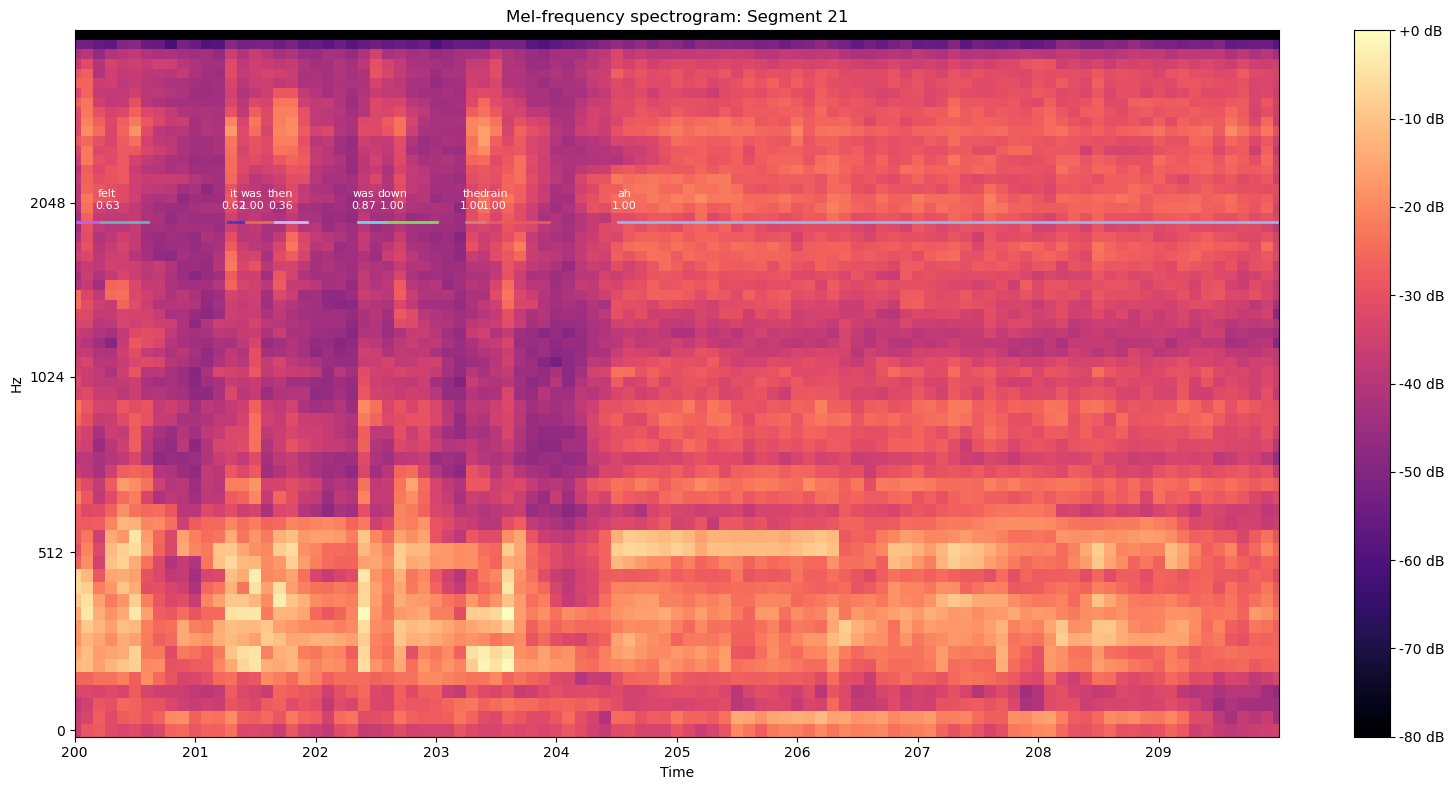 Mel-frequency spectrogram: Segment 21
felt it was then was down the drain ah
0.63 0.62 1.00 0.36 0.87 1.00 1.00 1.00 1.00
2048
1024
512
0
Hz
200 201 202 203 204 205 206 207 208 209
Time
+0 dB
-10 dB
-20 dB
-30 dB
-40 dB
-50 dB
-60 dB
-70 dB
-80 dB